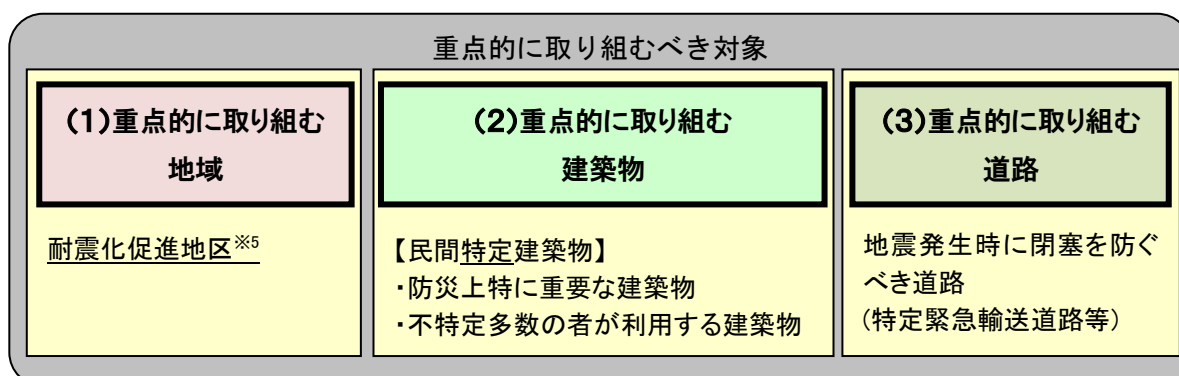 重点的に取り組むべき対象
(1)重点的に取り組む
地域
耐震化促進地区※5
(2)重点的に取り組む
建築物
【民間特定建築物】
・防災上特に重要な建築物
・不特定多数の者が利用する建築物
(3)重点的に取り組む
道路
地震発生時に閉塞を防ぐ
べき道路
(特定緊急輸送道路等)